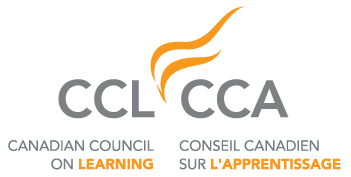 CCL CCA
CANADIAN COUNCIL
ON LEARNING
CONSEIL CANADIEN
SUR L'APPRENTISSAGE